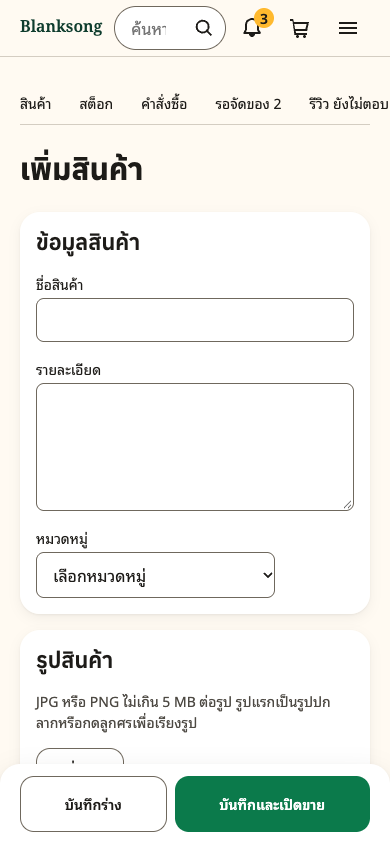 Blanksong
ค้นหา
3
สินค้า สต็อก คำสั่งซื้อ รอจัดของ 2 รีวิว ยังไม่ตอบ
เพิ่มสินค้า
ข้อมูลสินค้า
ชื่อสินค้า
รายละเอียด
หมวดหมู่
เลือกหมวดหมู่
รูปสินค้า
JPG หรือ PNG ไม่เกิน 5 MB ต่อรูป รูปแรกเป็นรูปปก
ลากหรือกดลูกศรเพื่อเรียงรูป
บันทึกร่าง
บันทึกและเปิดขาย